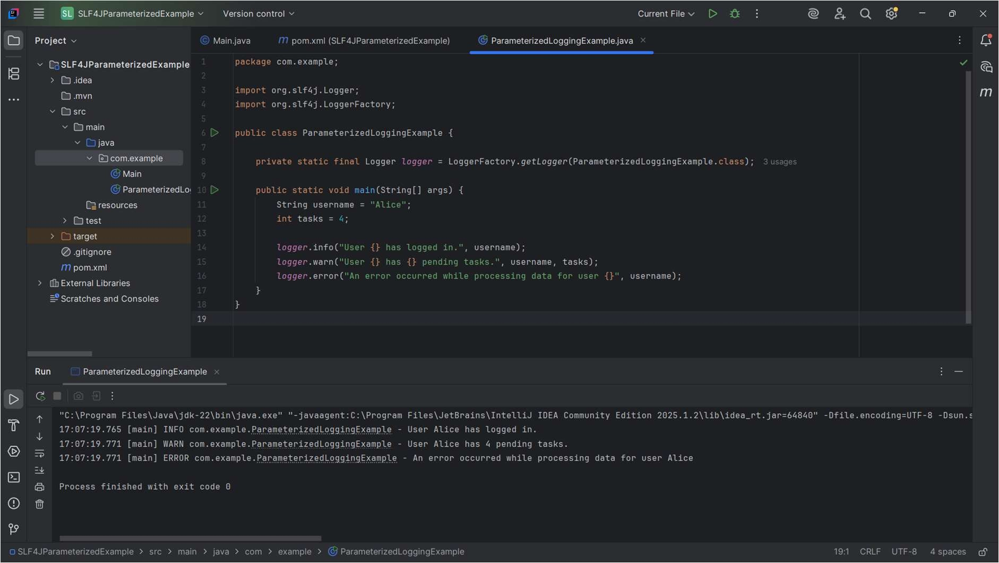 SL SLF4JParameterizedExample Version control Current File
Project
Main.java
pom.xml (SLF4JParameterizedExample)
ParameterizedLoggingExample.java
SLF4JParameterizedExample
.idea
.mvn
src
main
java
com.example
Main
ParameterizedLo
resources
test
target
.gitignore
pom.xml
External Libraries
Scratches and Consoles
1 package com.example;
2
3 import org.slf4j.Logger;
4 import org.slf4j.LoggerFactory;
5
6 public class ParameterizedLoggingExample {
7
8 private static final Logger logger = LoggerFactory.getLogger(ParameterizedLoggingExample.class); 3 usages
9
10 public static void main(String[] args) {
11 String username = "Alice";
12 int tasks = 4;
13
14 logger.info("User {} has logged in.", username);
15 logger.warn("User {} has {} pending tasks.", username, tasks);
16 logger.error("An error occurred while processing data for user {}", username);
17 }
18 }
19
Run ParameterizedLoggingExample
"C:\Program Files\Java\jdk-22\bin\java.exe" "-javaagent:C:\Program Files\JetBrains\IntelliJ IDEA Community Edition 2025.1.2\lib\idea_rt.jar=64840" -Dfile.encoding=UTF-8 -Dsun.s
17:07:19.765 [main] INFO com.example.ParameterizedLoggingExample - User Alice has logged in.
17:07:19.771 [main] WARN com.example.ParameterizedLoggingExample - User Alice has 4 pending tasks.
17:07:19.771 [main] ERROR com.example.ParameterizedLoggingExample - An error occurred while processing data for user Alice
Process finished with exit code 0
SLF4JParameterizedExample > src > main > java > com > example > ParameterizedLoggingExample 19:1 CRLF UTF-8 4 spaces